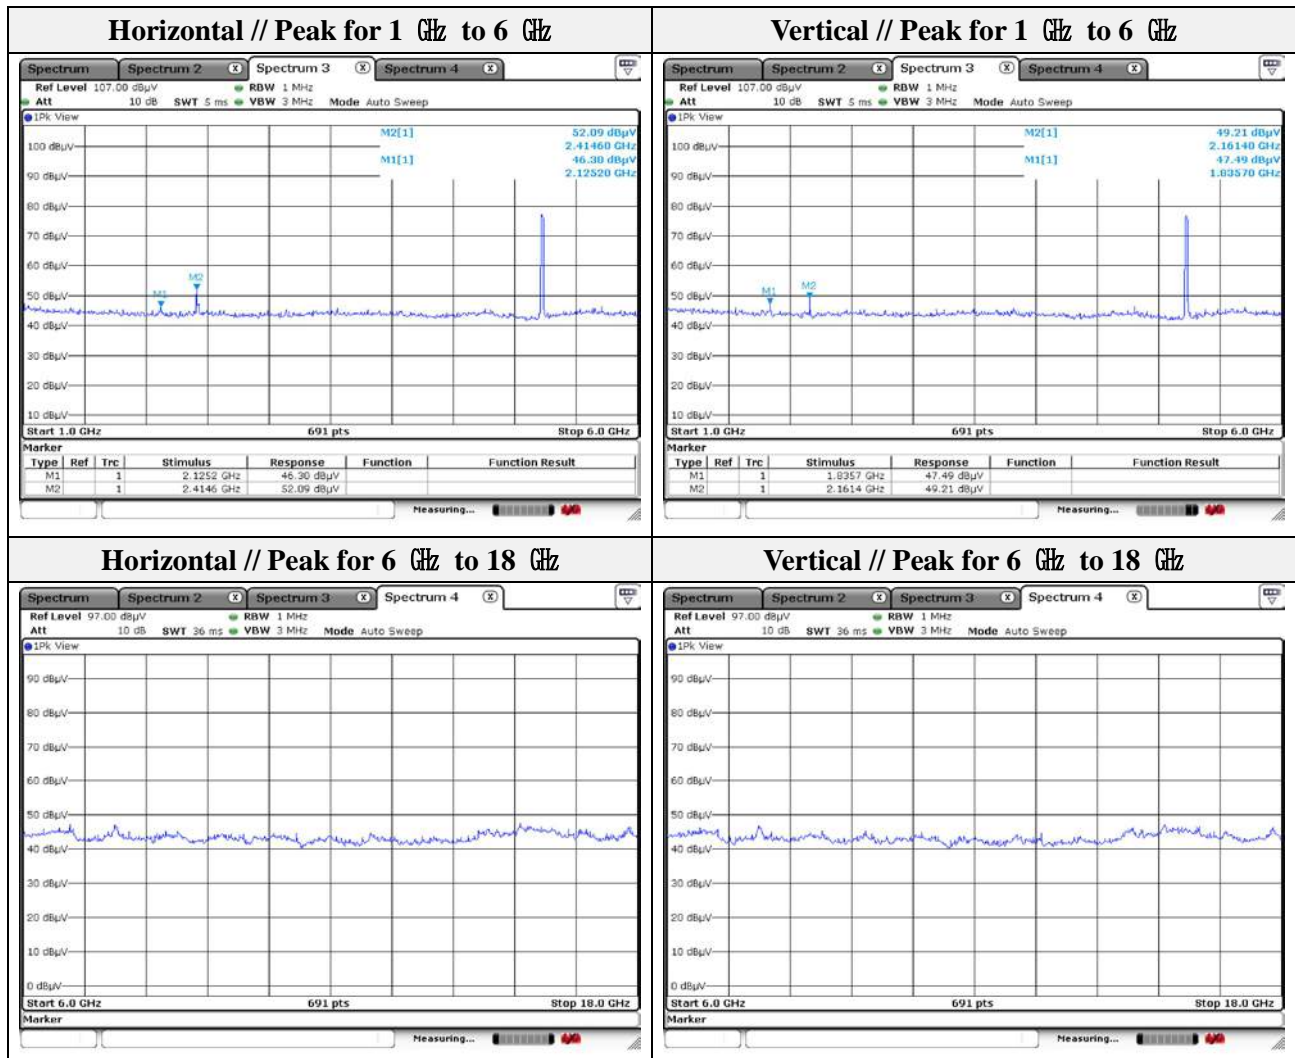 Horizontal // Peak for 1 ㎓ to 6 ㎓
Spectrum Spectrum 2 Spectrum 3 Spectrum 4
Ref Level 107.00 dBµV RBW 1 MHz
Att 10 dB SWT 5 ms VBW 3 MHz Mode Auto Sweep
1Pk View
M2[1] 52.09 dBµV
2.41460 GHz
M1[1] 46.30 dBµV
2.12520 GHz
100 dBµV
90 dBµV
80 dBµV
70 dBµV
60 dBµV
M2
50 dBµV
M1
40 dBµV
30 dBµV
20 dBµV
10 dBµV
Start 1.0 GHz 691 pts Stop 6.0 GHz
Marker
Type Ref Trc Stimulus Response Function Function Result
M1 1 2.1252 GHz 46.30 dBµV
M2 1 2.4146 GHz 52.09 dBµV
Measuring...
Vertical // Peak for 1 ㎓ to 6 ㎓
Spectrum Spectrum 2 Spectrum 3 Spectrum 4
Ref Level 107.00 dBµV RBW 1 MHz
Att 10 dB SWT 5 ms VBW 3 MHz Mode Auto Sweep
1Pk View
M2[1] 49.21 dBµV
2.16140 GHz
M1[1] 47.49 dBµV
1.83570 GHz
100 dBµV
90 dBµV
80 dBµV
70 dBµV
60 dBµV
50 dBµV
M1 M2
40 dBµV
30 dBµV
20 dBµV
10 dBµV
Start 1.0 GHz 691 pts Stop 6.0 GHz
Marker
Type Ref Trc Stimulus Response Function Function Result
M1 1 1.8357 GHz 47.49 dBµV
M2 1 2.1614 GHz 49.21 dBµV
Measuring...
Horizontal // Peak for 6 ㎓ to 18 ㎓
Spectrum Spectrum 2 Spectrum 3 Spectrum 4
Ref Level 97.00 dBµV RBW 1 MHz
Att 10 dB SWT 36 ms VBW 3 MHz Mode Auto Sweep
1Pk View
90 dBµV
80 dBµV
70 dBµV
60 dBµV
50 dBµV
40 dBµV
30 dBµV
20 dBµV
10 dBµV
0 dBµV
Start 6.0 GHz 691 pts Stop 18.0 GHz
Marker
Measuring...
Vertical // Peak for 6 ㎓ to 18 ㎓
Spectrum Spectrum 2 Spectrum 3 Spectrum 4
Ref Level 97.00 dBµV RBW 1 MHz
Att 10 dB SWT 36 ms VBW 3 MHz Mode Auto Sweep
1Pk View
90 dBµV
80 dBµV
70 dBµV
60 dBµV
50 dBµV
40 dBµV
30 dBµV
20 dBµV
10 dBµV
0 dBµV
Start 6.0 GHz 691 pts Stop 18.0 GHz
Marker
Measuring...